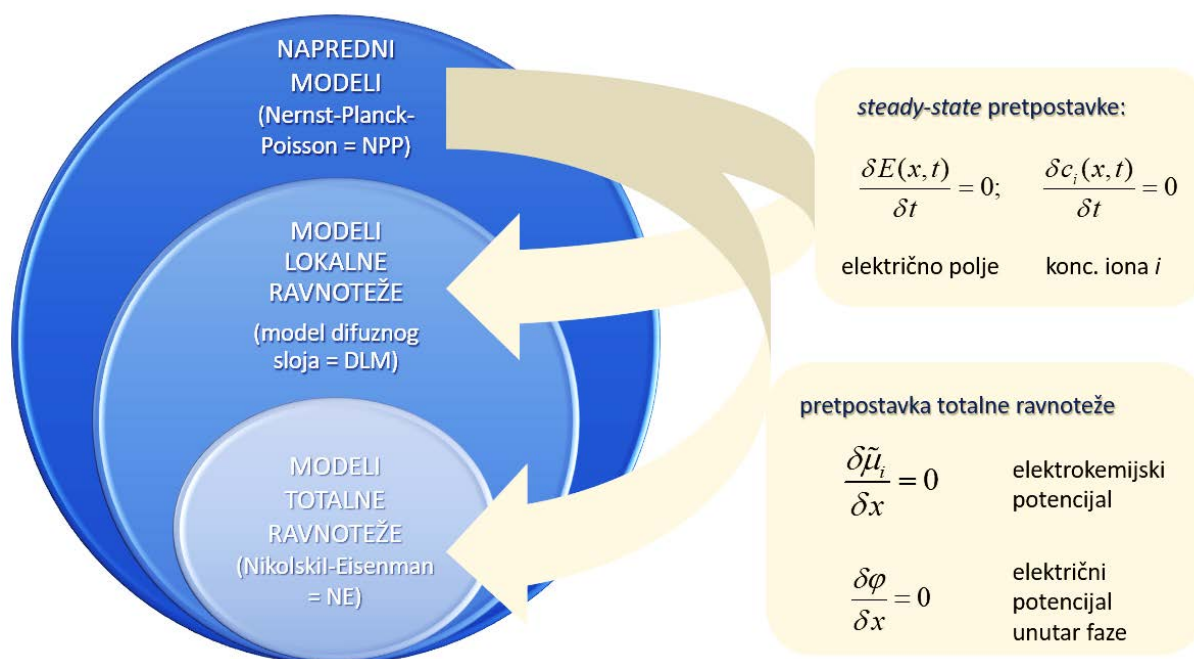 NAPREDNI
MODELI
(Nernst-Planck-
Poisson = NPP)
MODELI
LOKALNE
RAVNOTEŽE
(model difuznog
sloja = DLM)
MODELI
TOTALNE
RAVNOTEŽE
(NikolskiI-Eisenman
= NE)
steady-state pretpostavke:
δE(x,t)/δt = 0; δc_i(x,t)/δt = 0
električno polje konc. iona i
pretpostavka totalne ravnoteže
δμ̃_i/δx = 0 elektrokemijski
potencijal
δφ/δx = 0 električni
potencijal
unutar faze